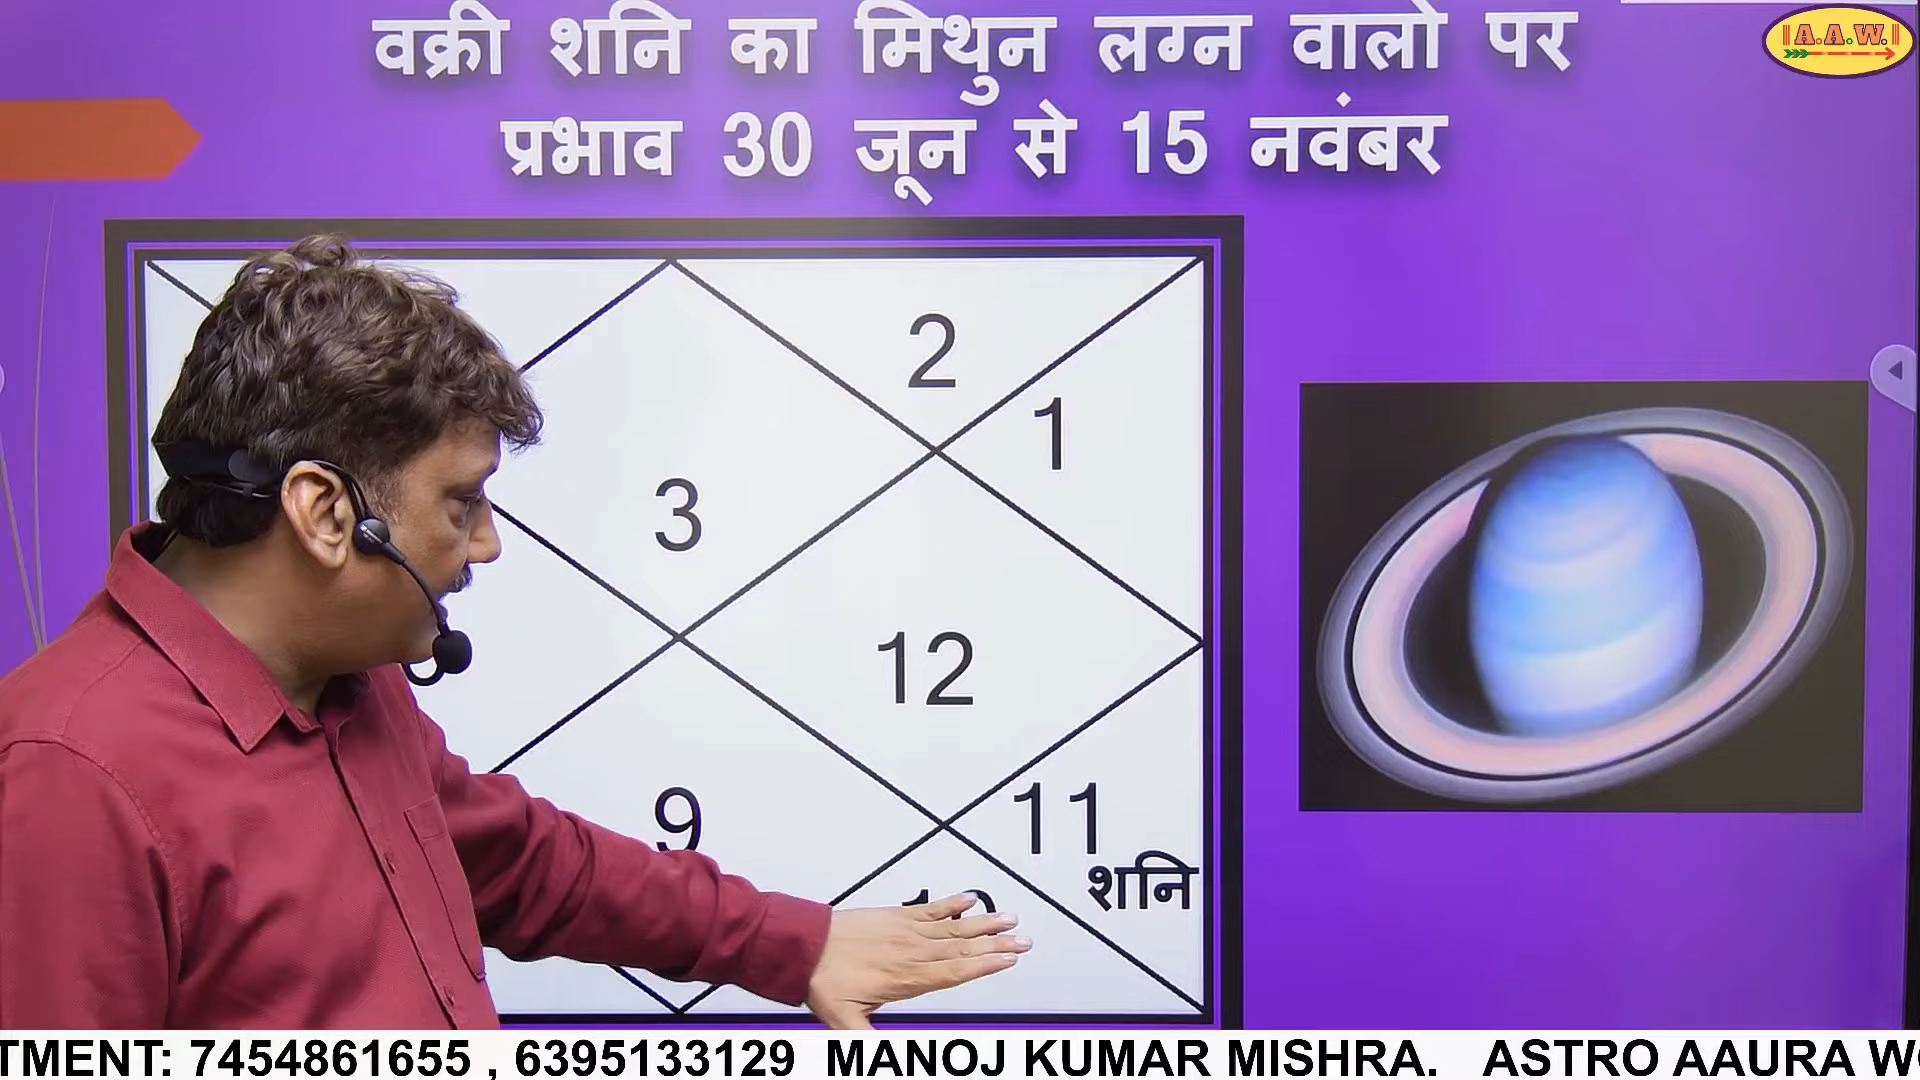 A.A.W.
वक्री शनि का मिथुन लग्न वालो पर
प्रभाव 30 जून से 15 नवंबर
2
1
3
12
9
11
शनि
7454861655 , 6395133129 MANOJ KUMAR MISHRA. ASTRO AAURA